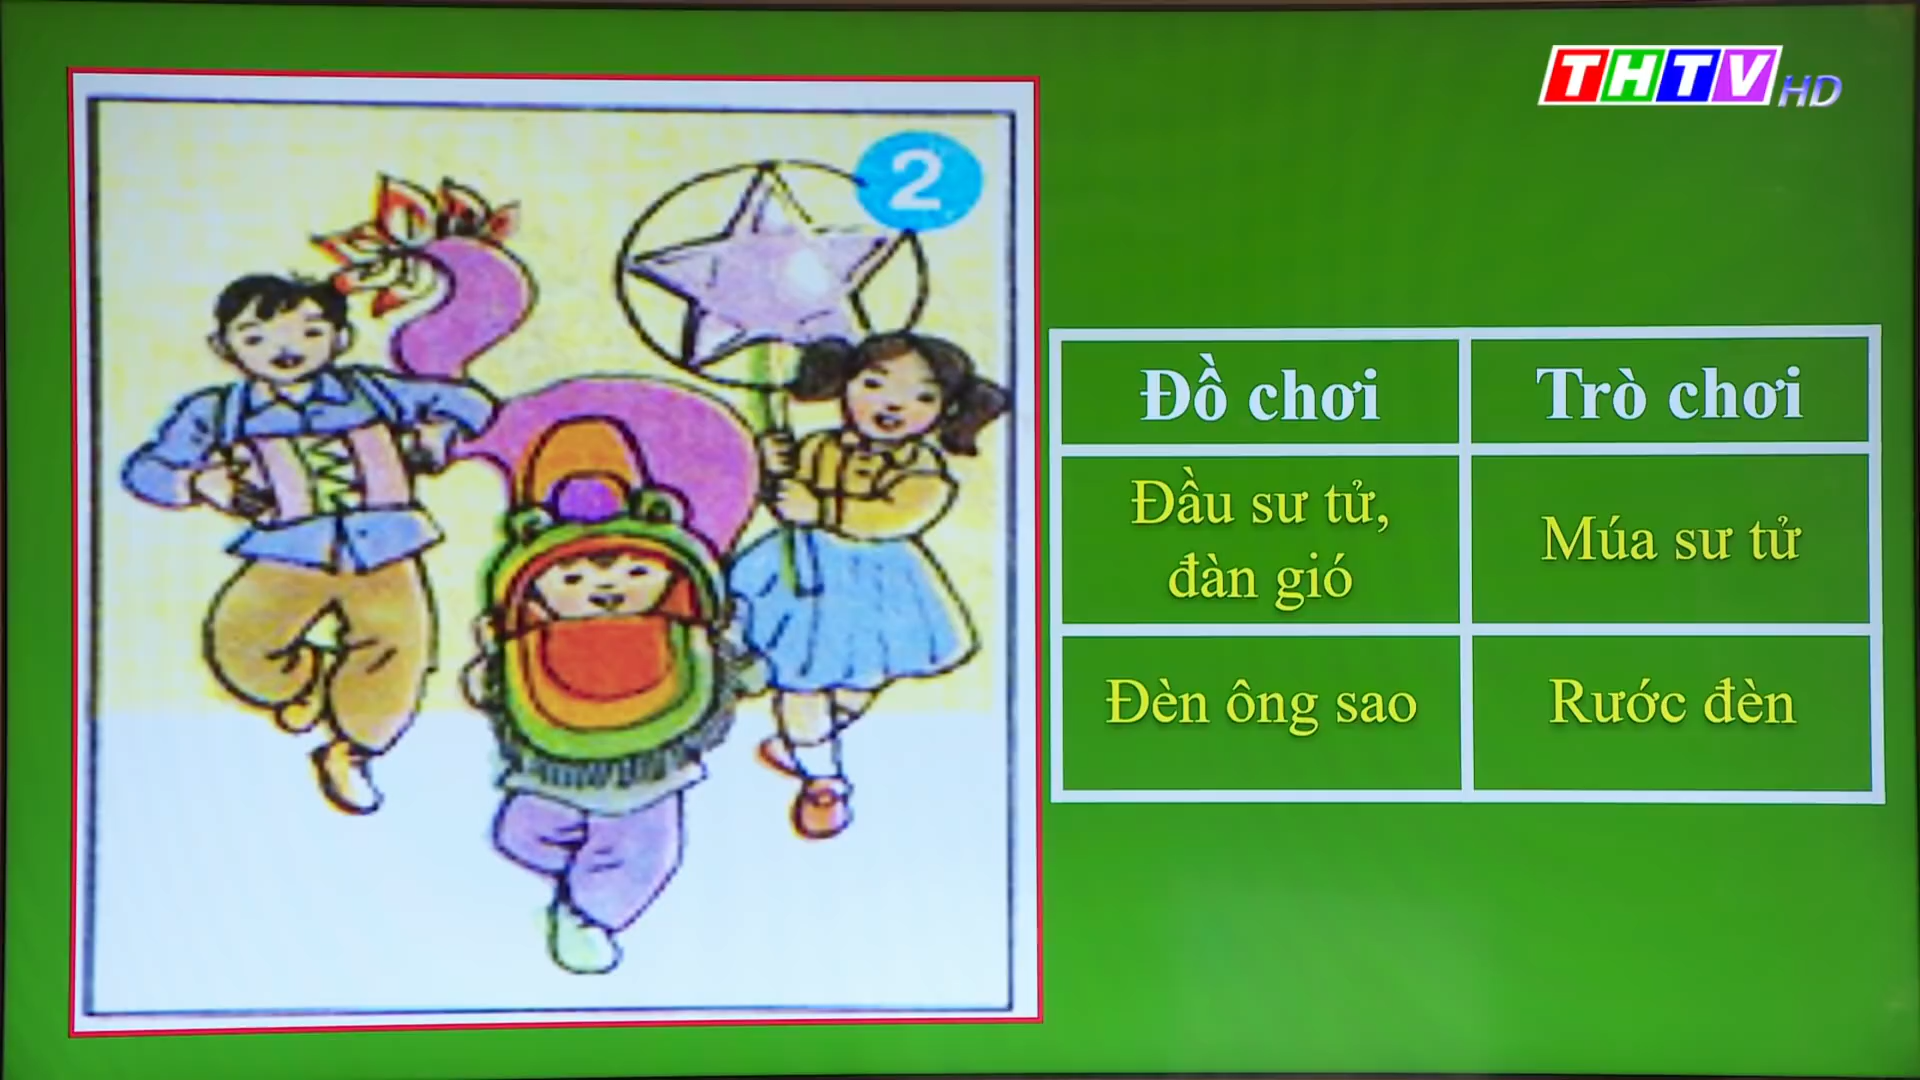 THTV HD
2
Đồ chơi
Trò chơi
Đầu sư tử,
đàn gió
Múa sư tử
Đèn ông sao
Rước đèn